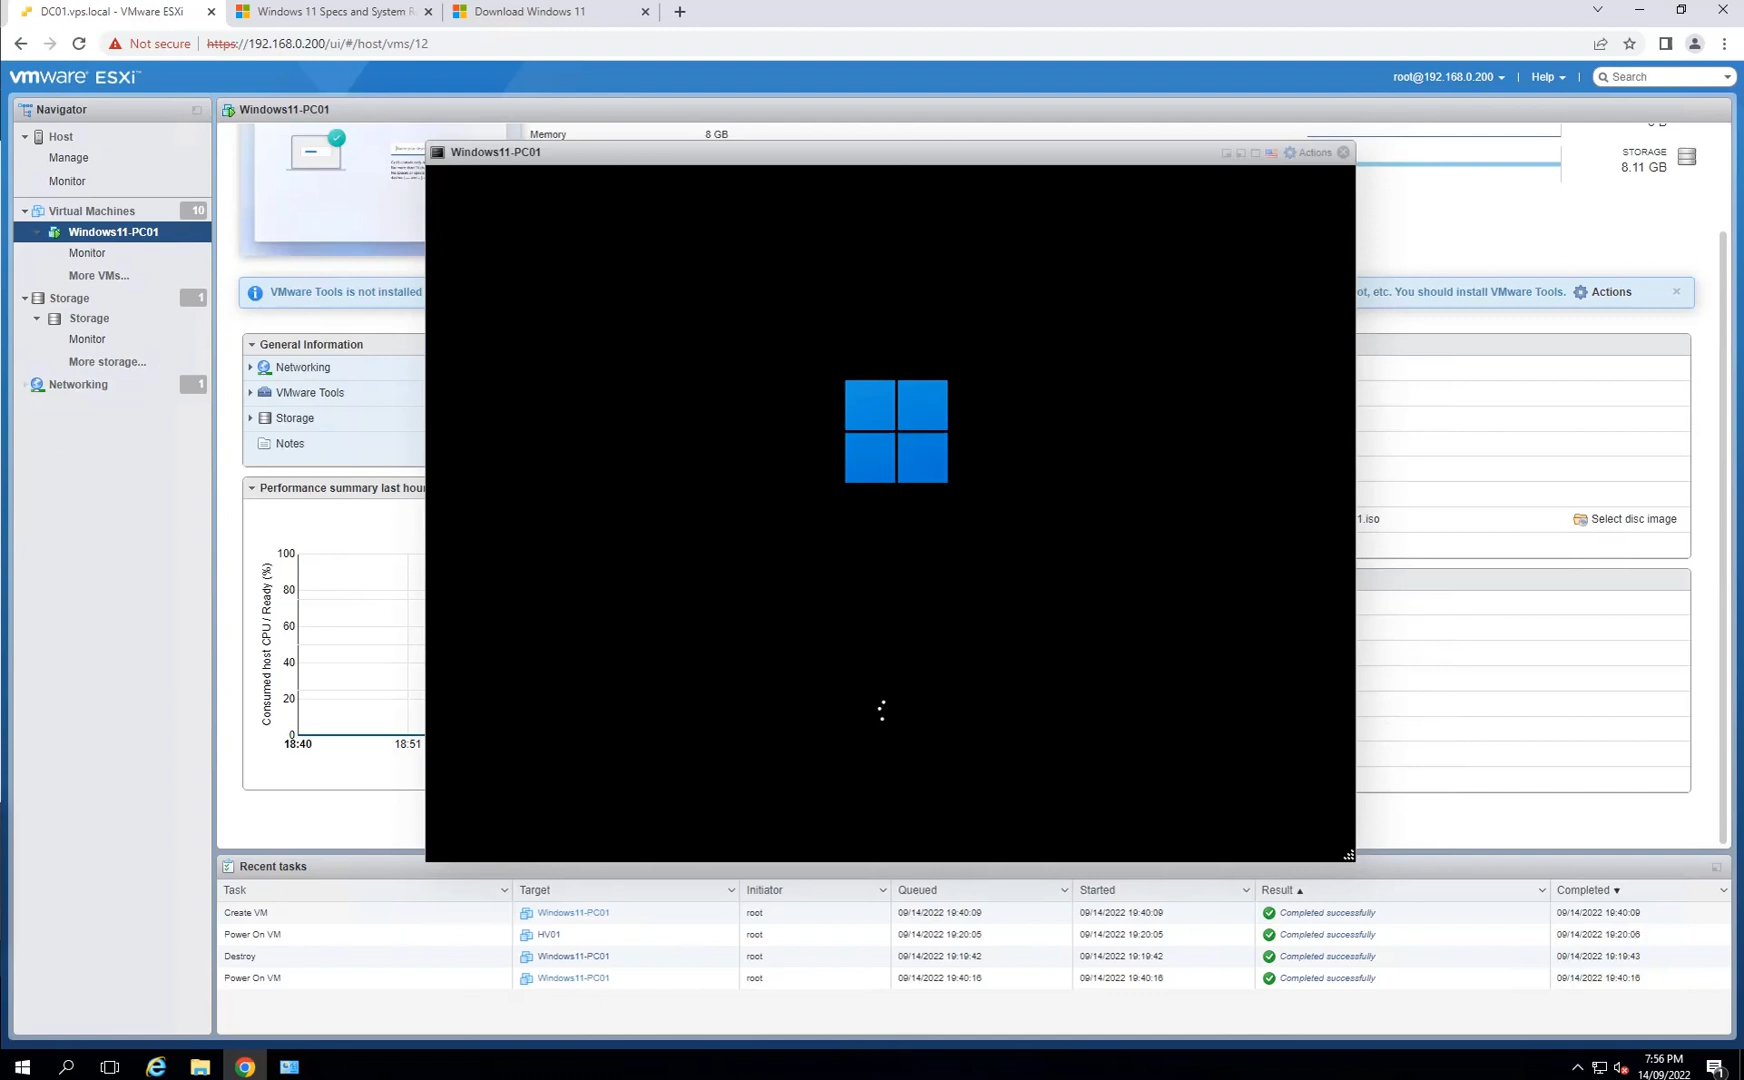 DC01.vps.local - VMware ESXi
Windows 11 Specs and System R
Download Windows 11
Not secure
https://192.168.0.200/ui/#/host/vms/12
vmware ESXi™
root@192.168.0.200
Help
Search
Navigator
Host
Manage
Monitor
Virtual Machines 10
Windows11-PC01
Monitor
More VMs...
Storage 1
Storage
Monitor
More storage...
Networking 1
Windows11-PC01
Memory 8 GB
STORAGE
8.11 GB
Windows11-PC01
Actions
VMware Tools is not installed
ot, etc. You should install VMware Tools. Actions
General Information
Networking
VMware Tools
Storage
Notes
1.iso
Select disc image
Performance summary last hour
Consumed host CPU / Ready (%)
100
80
60
40
20
0
18:40
18:51
Recent tasks
Task Target Initiator Queued Started Result ▲ Completed ▼
Create VM Windows11-PC01 root 09/14/2022 19:40:09 09/14/2022 19:40:09 Completed successfully 09/14/2022 19:40:09
Power On VM HV01 root 09/14/2022 19:20:05 09/14/2022 19:20:05 Completed successfully 09/14/2022 19:20:06
Destroy Windows11-PC01 root 09/14/2022 19:19:42 09/14/2022 19:19:42 Completed successfully 09/14/2022 19:19:43
Power On VM Windows11-PC01 root 09/14/2022 19:40:16 09/14/2022 19:40:16 Completed successfully 09/14/2022 19:40:16
7:56 PM
14/09/2022
1